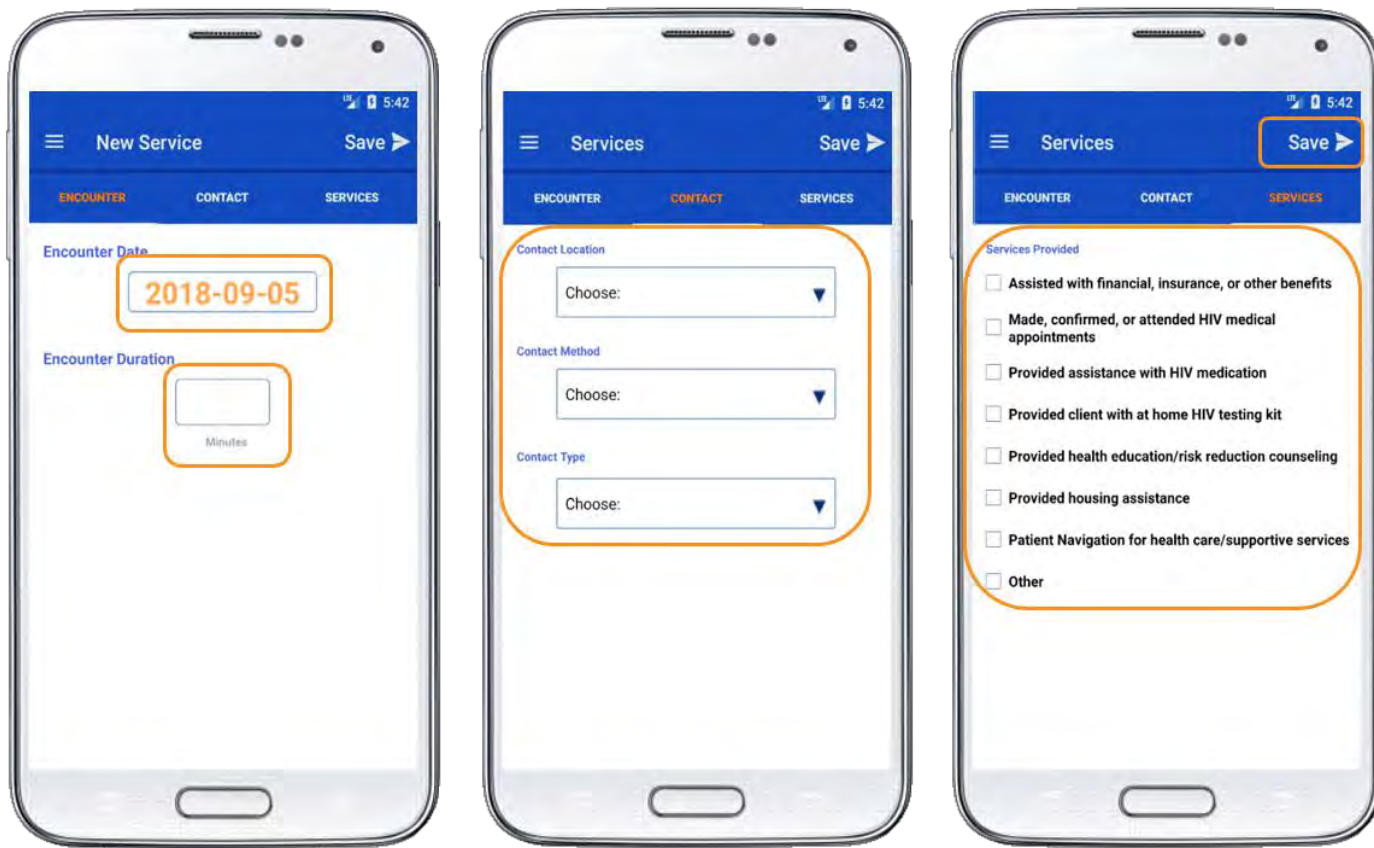 LTE 5:42
New Service Save
ENCOUNTER CONTACT SERVICES
Encounter Date
2018-09-05
Encounter Duration
Minutes
LTE 5:42
Services Save
ENCOUNTER CONTACT SERVICES
Contact Location
Choose:
Contact Method
Choose:
Contact Type
Choose:
LTE 5:42
Services Save
ENCOUNTER CONTACT SERVICES
Services Provided
Assisted with financial, insurance, or other benefits
Made, confirmed, or attended HIV medical
appointments
Provided assistance with HIV medication
Provided client with at home HIV testing kit
Provided health education/risk reduction counseling
Provided housing assistance
Patient Navigation for health care/supportive services
Other